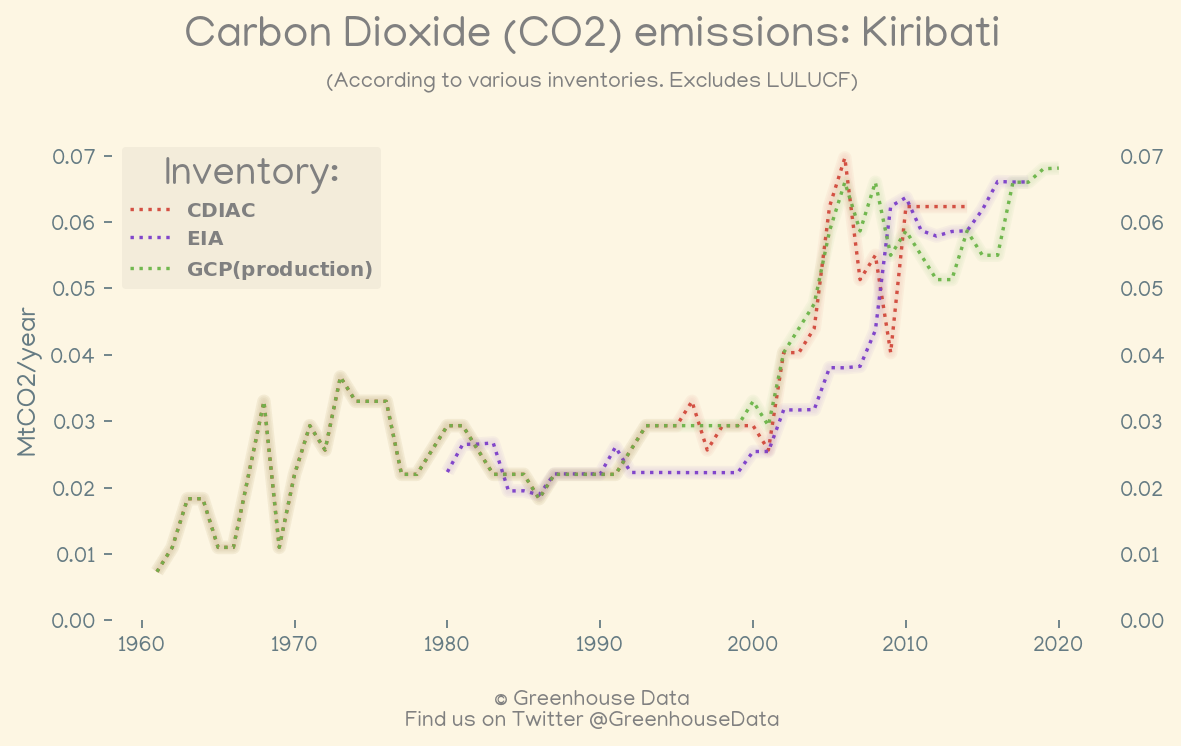 Carbon Dioxide (CO2) emissions: Kiribati
(According to various inventories. Excludes LULUCF)
Inventory:
CDIAC
EIA
GCP(production)
MtCO2/year
0.07
0.06
0.05
0.04
0.03
0.02
0.01
0.00
0.07
0.06
0.05
0.04
0.03
0.02
0.01
0.00
1960 1970 1980 1990 2000 2010 2020
© Greenhouse Data
Find us on Twitter @GreenhouseData